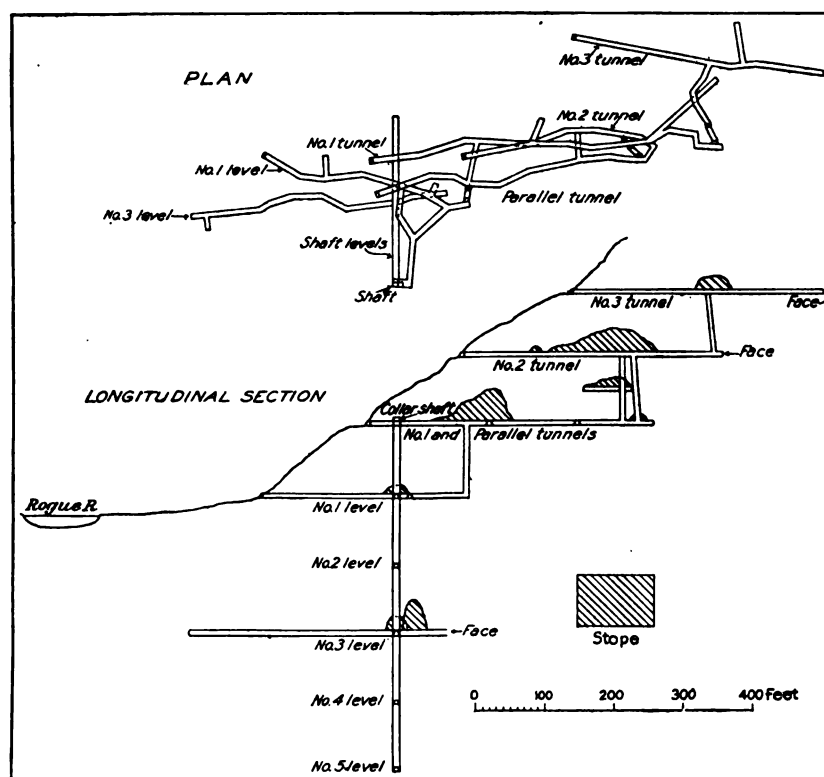 PLAN
No.3 tunnel
No.2 tunnel
No.1 tunnel
No.1 level
Parallel tunnel
No.3 level
Shaft levels
Shaft
No.3 tunnel
Face
Face
No.2 tunnel
LONGITUDINAL SECTION
Collar shaft
No.1 and Parallel tunnels
Rogue R.
No.1 level
No.2 level
Stope
Face
No.3 level
No.4 level
0 100 200 300 400 Feet
No.5 level